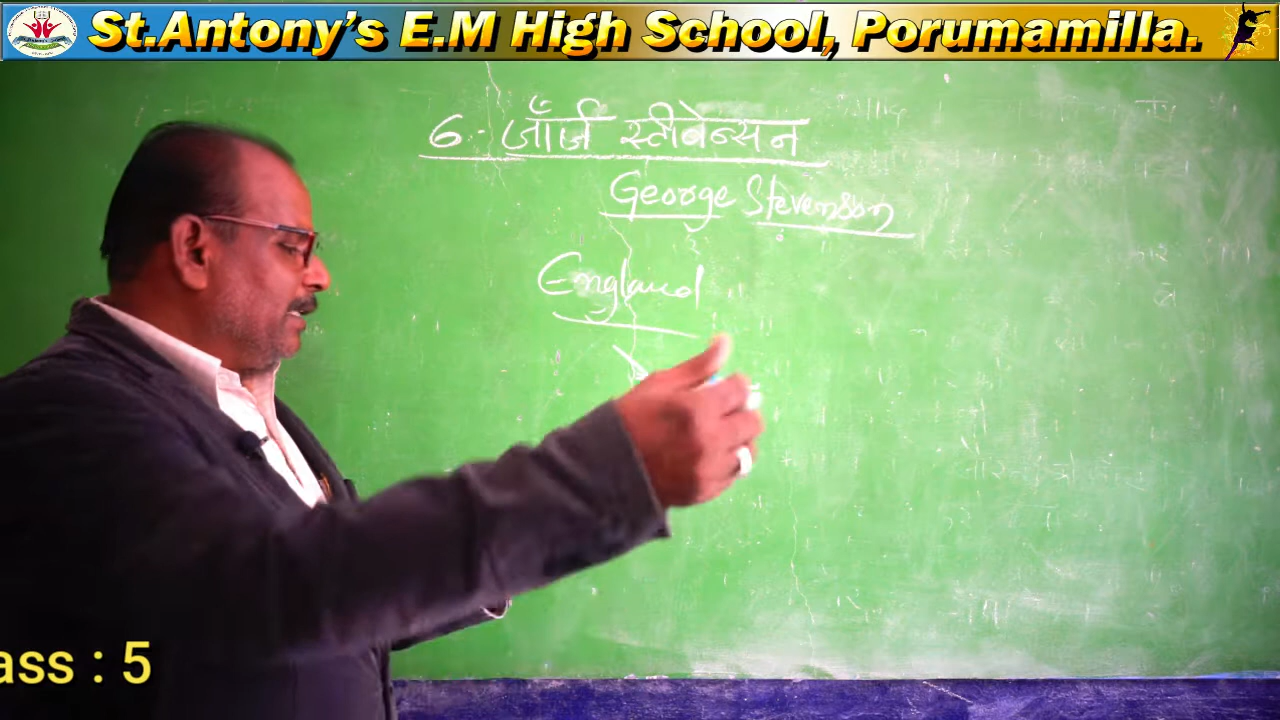 St.Antony's E.M High School, Porumamilla.
6. जॉर्ज स्टीवेन्सन
George Stevenson
England
ass : 5